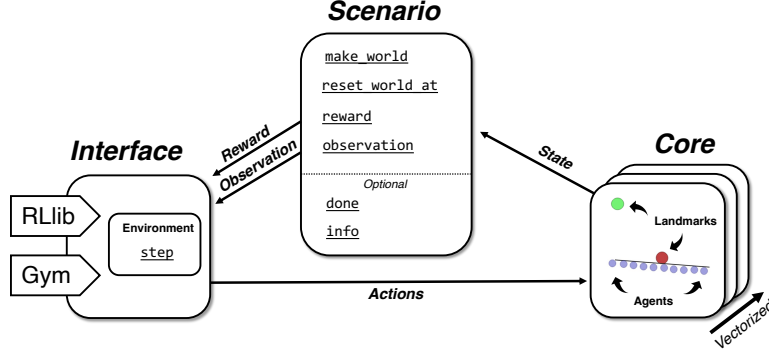 Scenario
make_world
reset_world_at
reward
observation
Optional
done
info
Reward
Observation
Interface
RLlib
Gym
Environment
step
Actions
State
Core
Landmarks
Agents
Vectorized